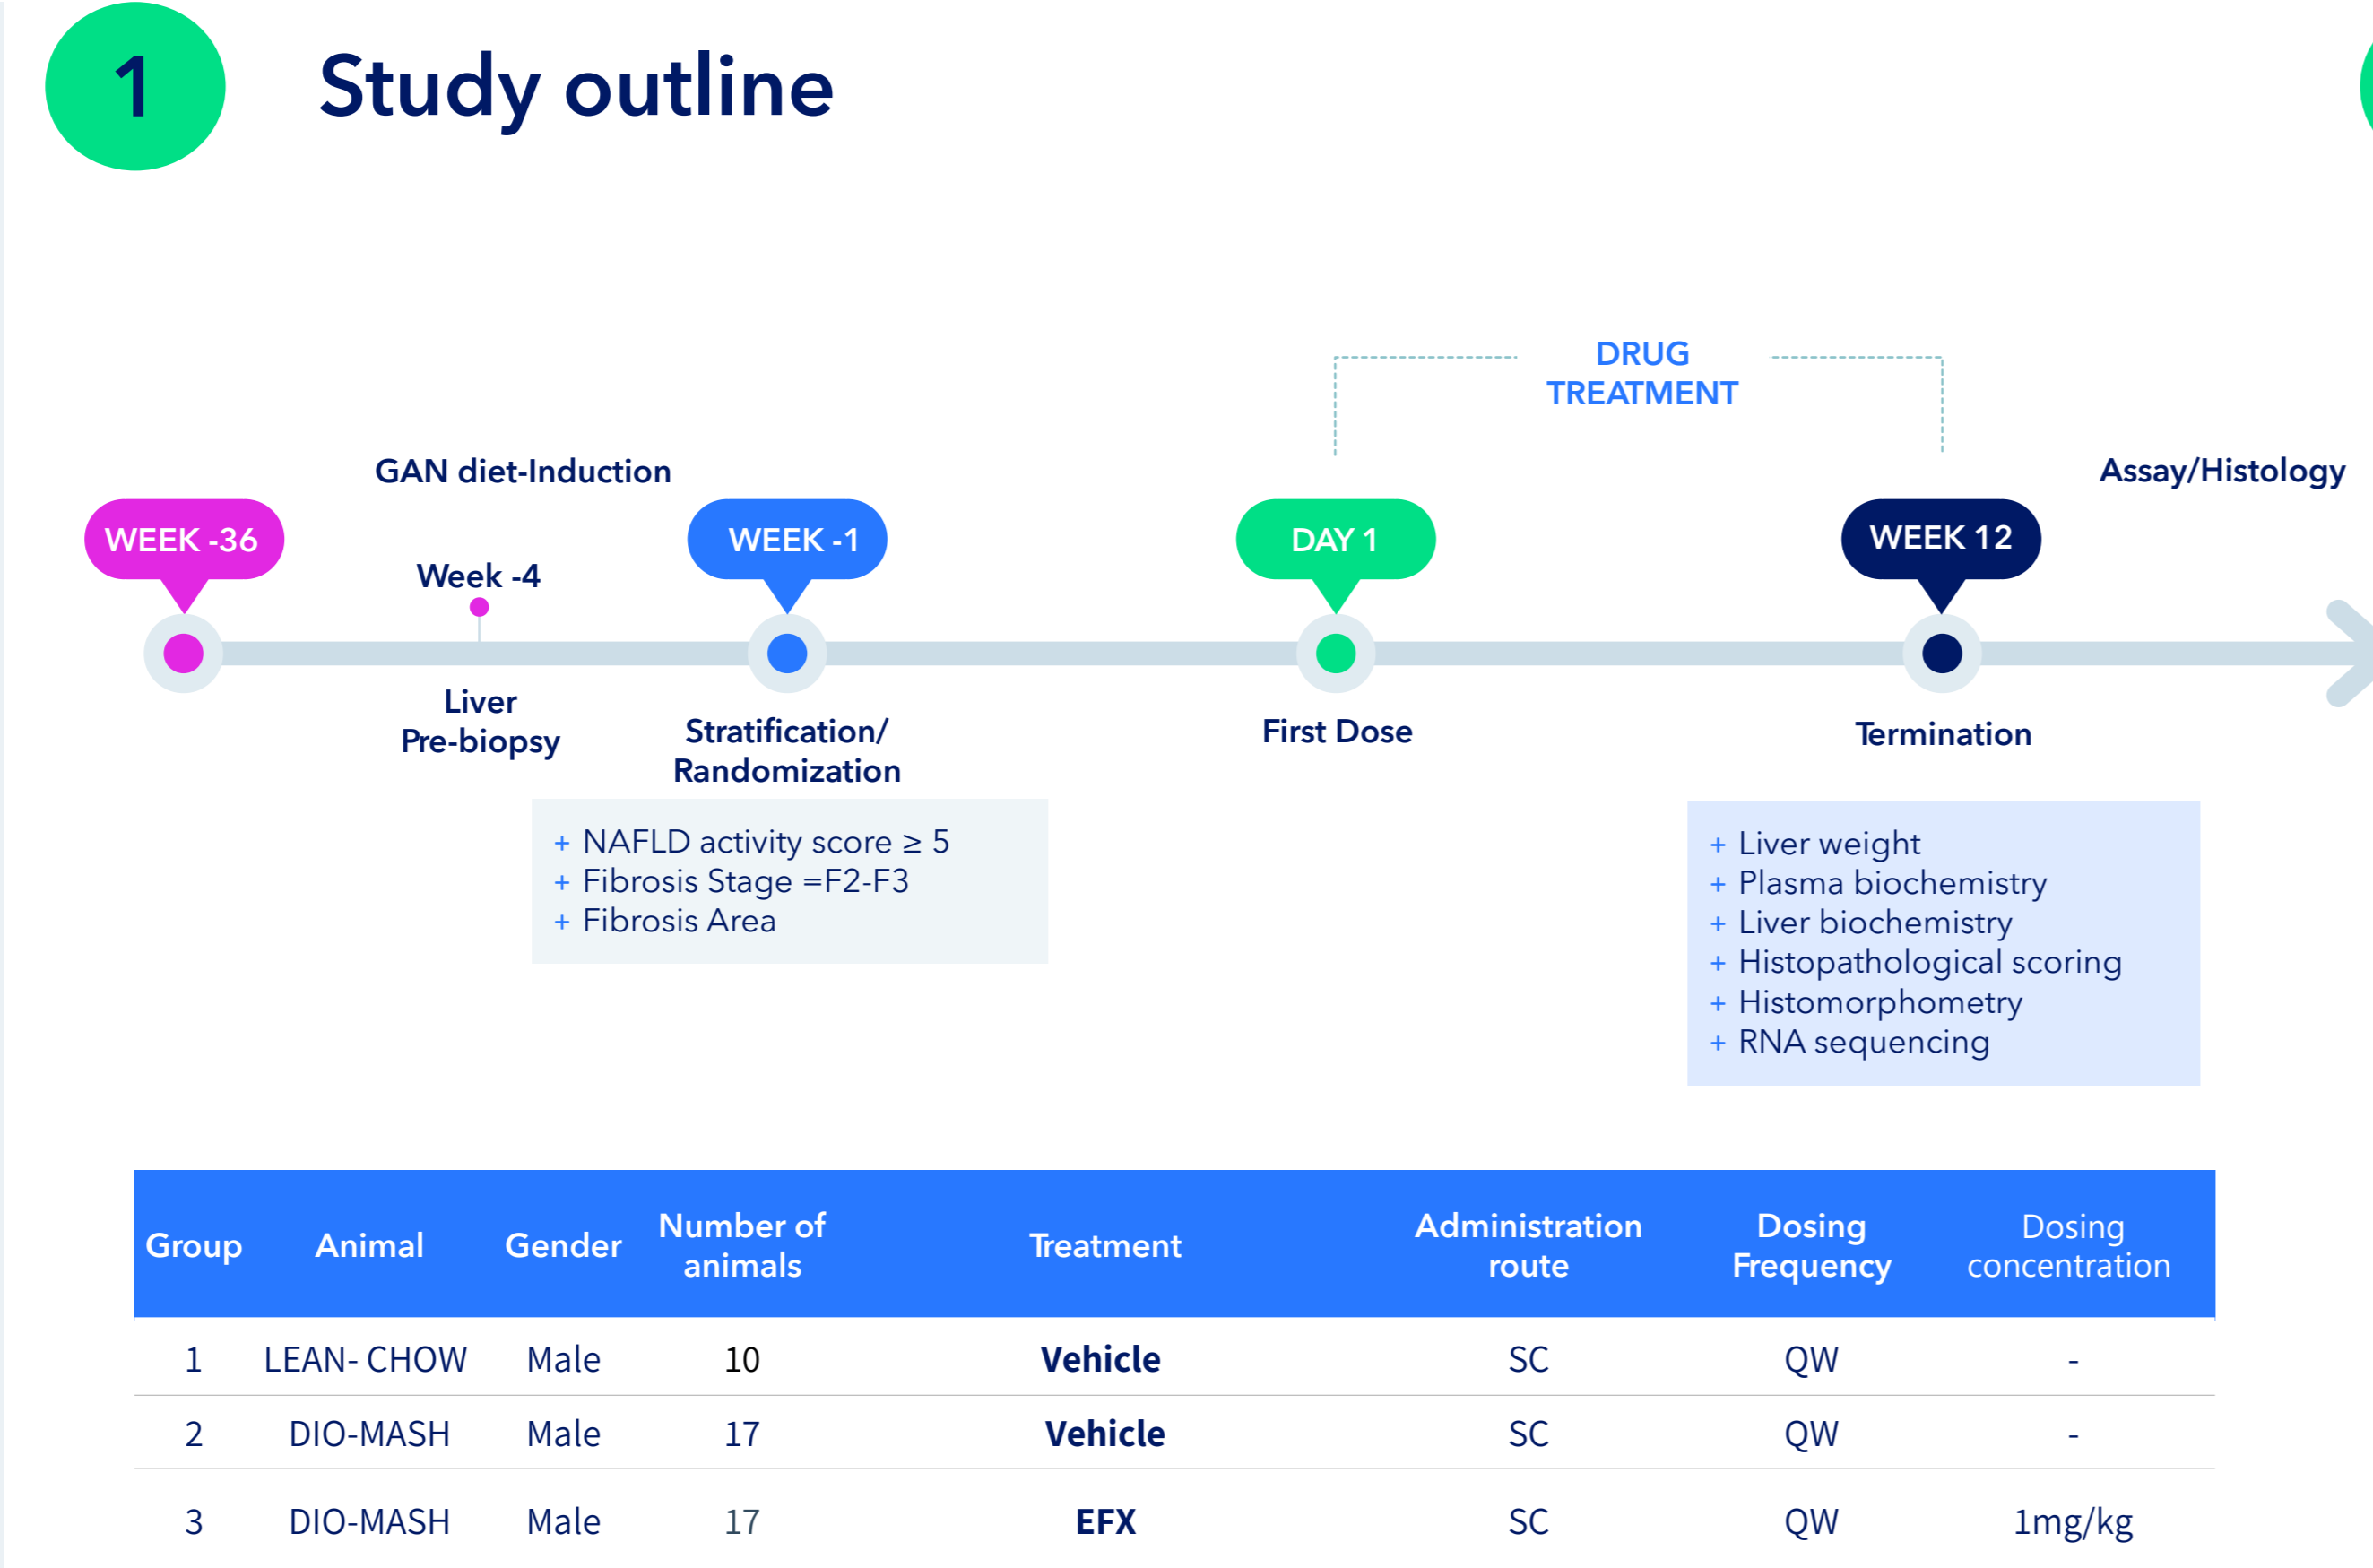 1
Study outline
DRUG
TREATMENT
GAN diet-Induction
Assay/Histology
WEEK -36
WEEK -1
DAY 1
WEEK 12
Week -4
Liver
Pre-biopsy
Stratification/
Randomization
First Dose
Termination
+ NAFLD activity score ≥ 5
+ Fibrosis Stage =F2-F3
+ Fibrosis Area
+ Liver weight
+ Plasma biochemistry
+ Liver biochemistry
+ Histopathological scoring
+ Histomorphometry
+ RNA sequencing
Group Animal Gender Number of animals Treatment Administration route Dosing Frequency Dosing concentration
1 LEAN- CHOW Male 10 Vehicle SC QW -
2 DIO-MASH Male 17 Vehicle SC QW -
3 DIO-MASH Male 17 EFX SC QW 1mg/kg